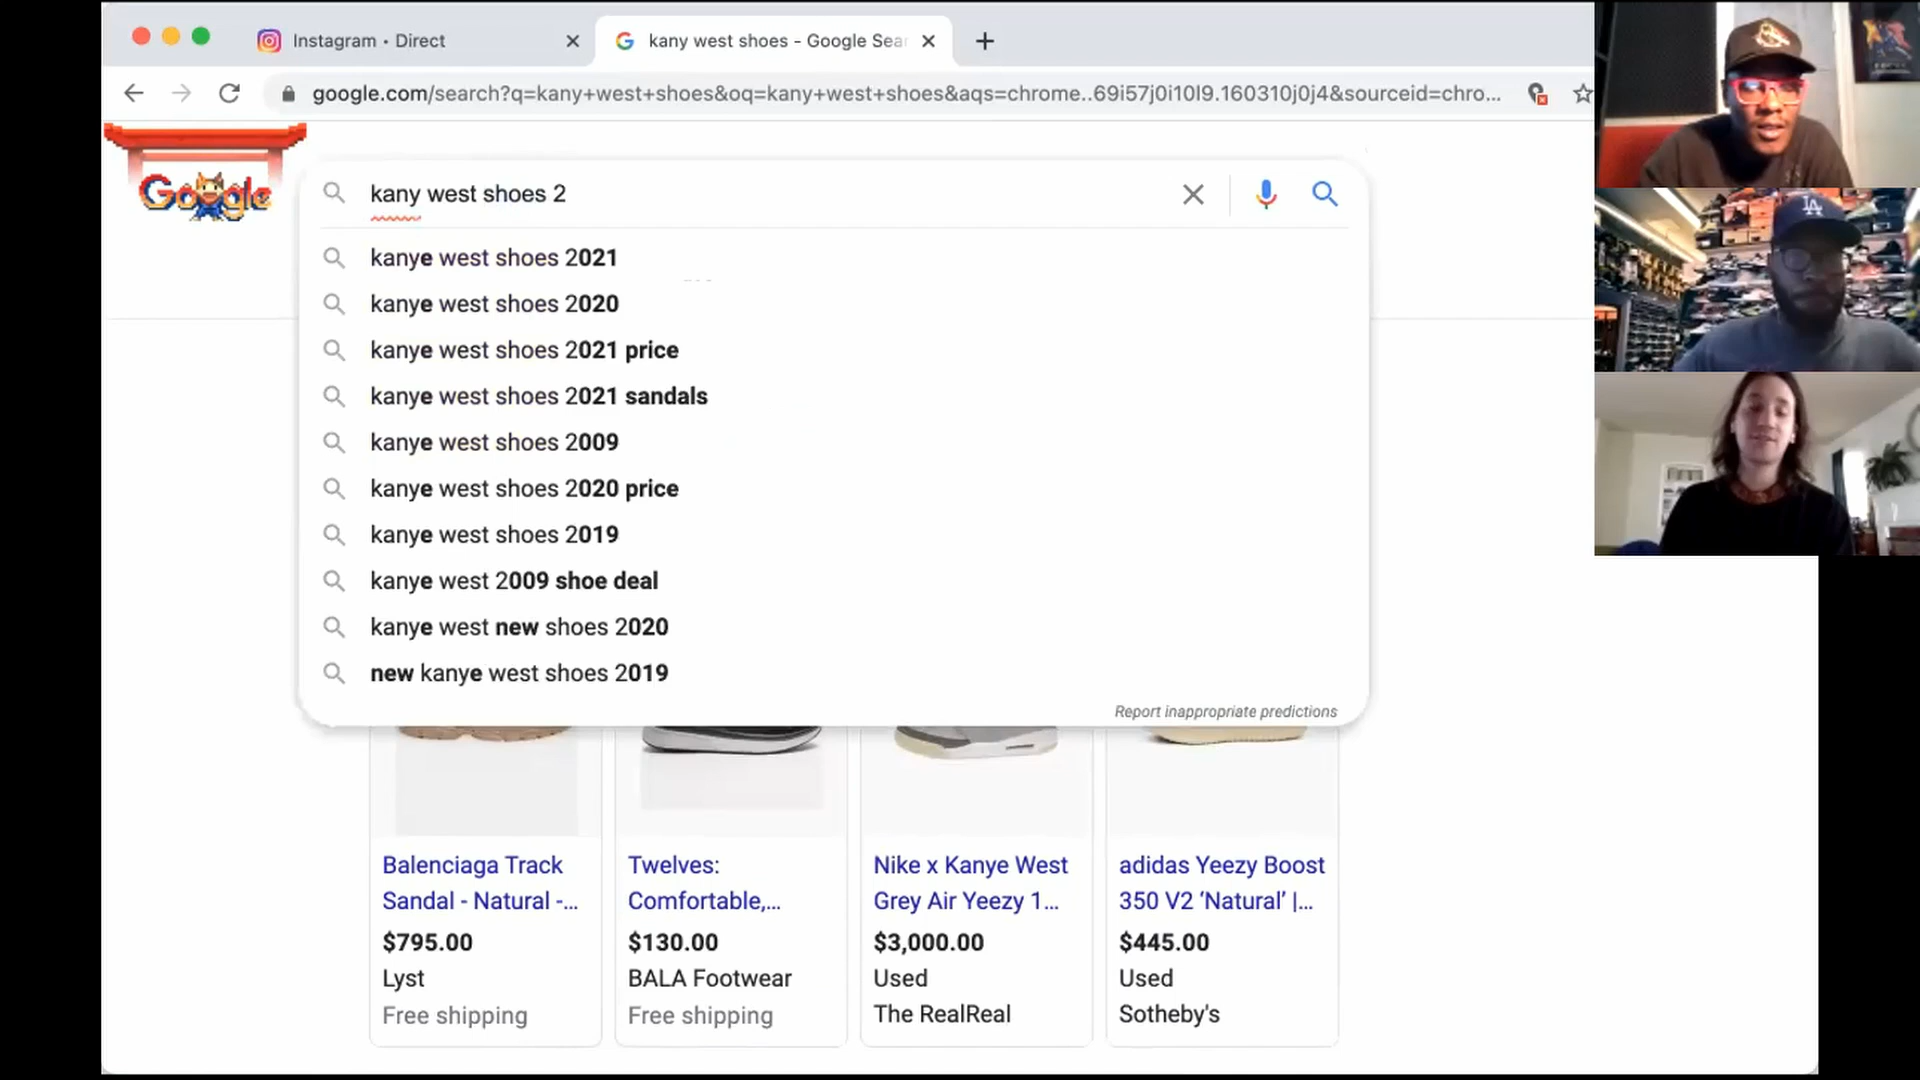 Instagram • Direct
kany west shoes - Google Sear
google.com/search?q=kany+west+shoes&oq=kany+west+shoes&aqs=chrome..69i57j0i10l9.160310j0j4&sourceid=chro...
Google
kany west shoes 2
kanye west shoes 2021
kanye west shoes 2020
kanye west shoes 2021 price
kanye west shoes 2021 sandals
kanye west shoes 2009
kanye west shoes 2020 price
kanye west shoes 2019
kanye west 2009 shoe deal
kanye west new shoes 2020
new kanye west shoes 2019
Report inappropriate predictions
Balenciaga Track
Sandal - Natural -...
$795.00
Lyst
Free shipping
Twelves:
Comfortable,...
$130.00
BALA Footwear
Free shipping
Nike x Kanye West
Grey Air Yeezy 1...
$3,000.00
Used
The RealReal
adidas Yeezy Boost
350 V2 ‘Natural’ |...
$445.00
Used
Sotheby's
LA